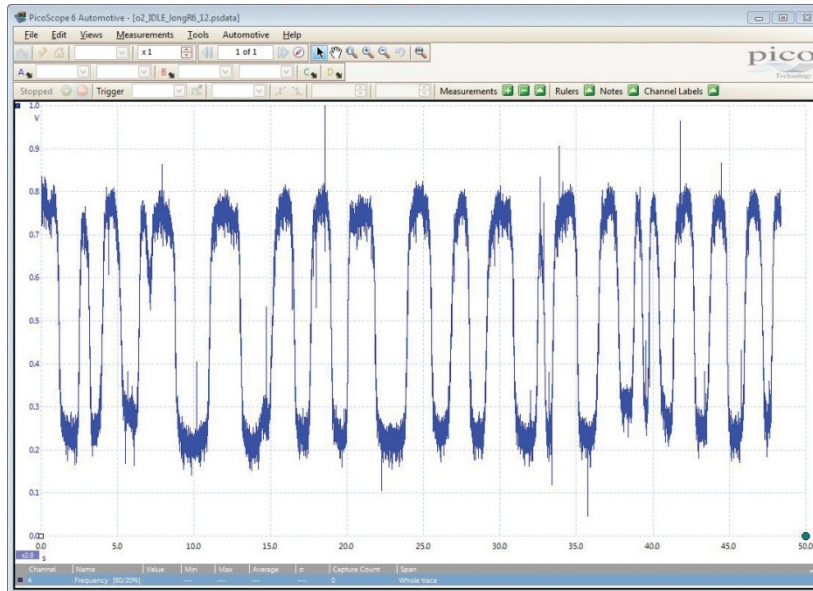 PicoScope 6 Automotive - [o2_IDLE_longR6_12.psdata]
File Edit Views Measurements Tools Automotive Help
x 1 1 of 1
pico
Technology
A B C D
Stopped Trigger Measurements Rulers Notes Channel Labels
1.0
V
0.9
0.8
0.7
0.6
0.5
0.4
0.3
0.2
0.1
0.0
0.0 5.0 10.0 15.0 20.0 25.0 30.0 35.0 40.0 45.0 50.0
x2.0 s
Channel Name Value Min Max Average σ Capture Count Span
A Frequency [80/20%] ---- ---- ---- ---- ---- 0 Whole trace